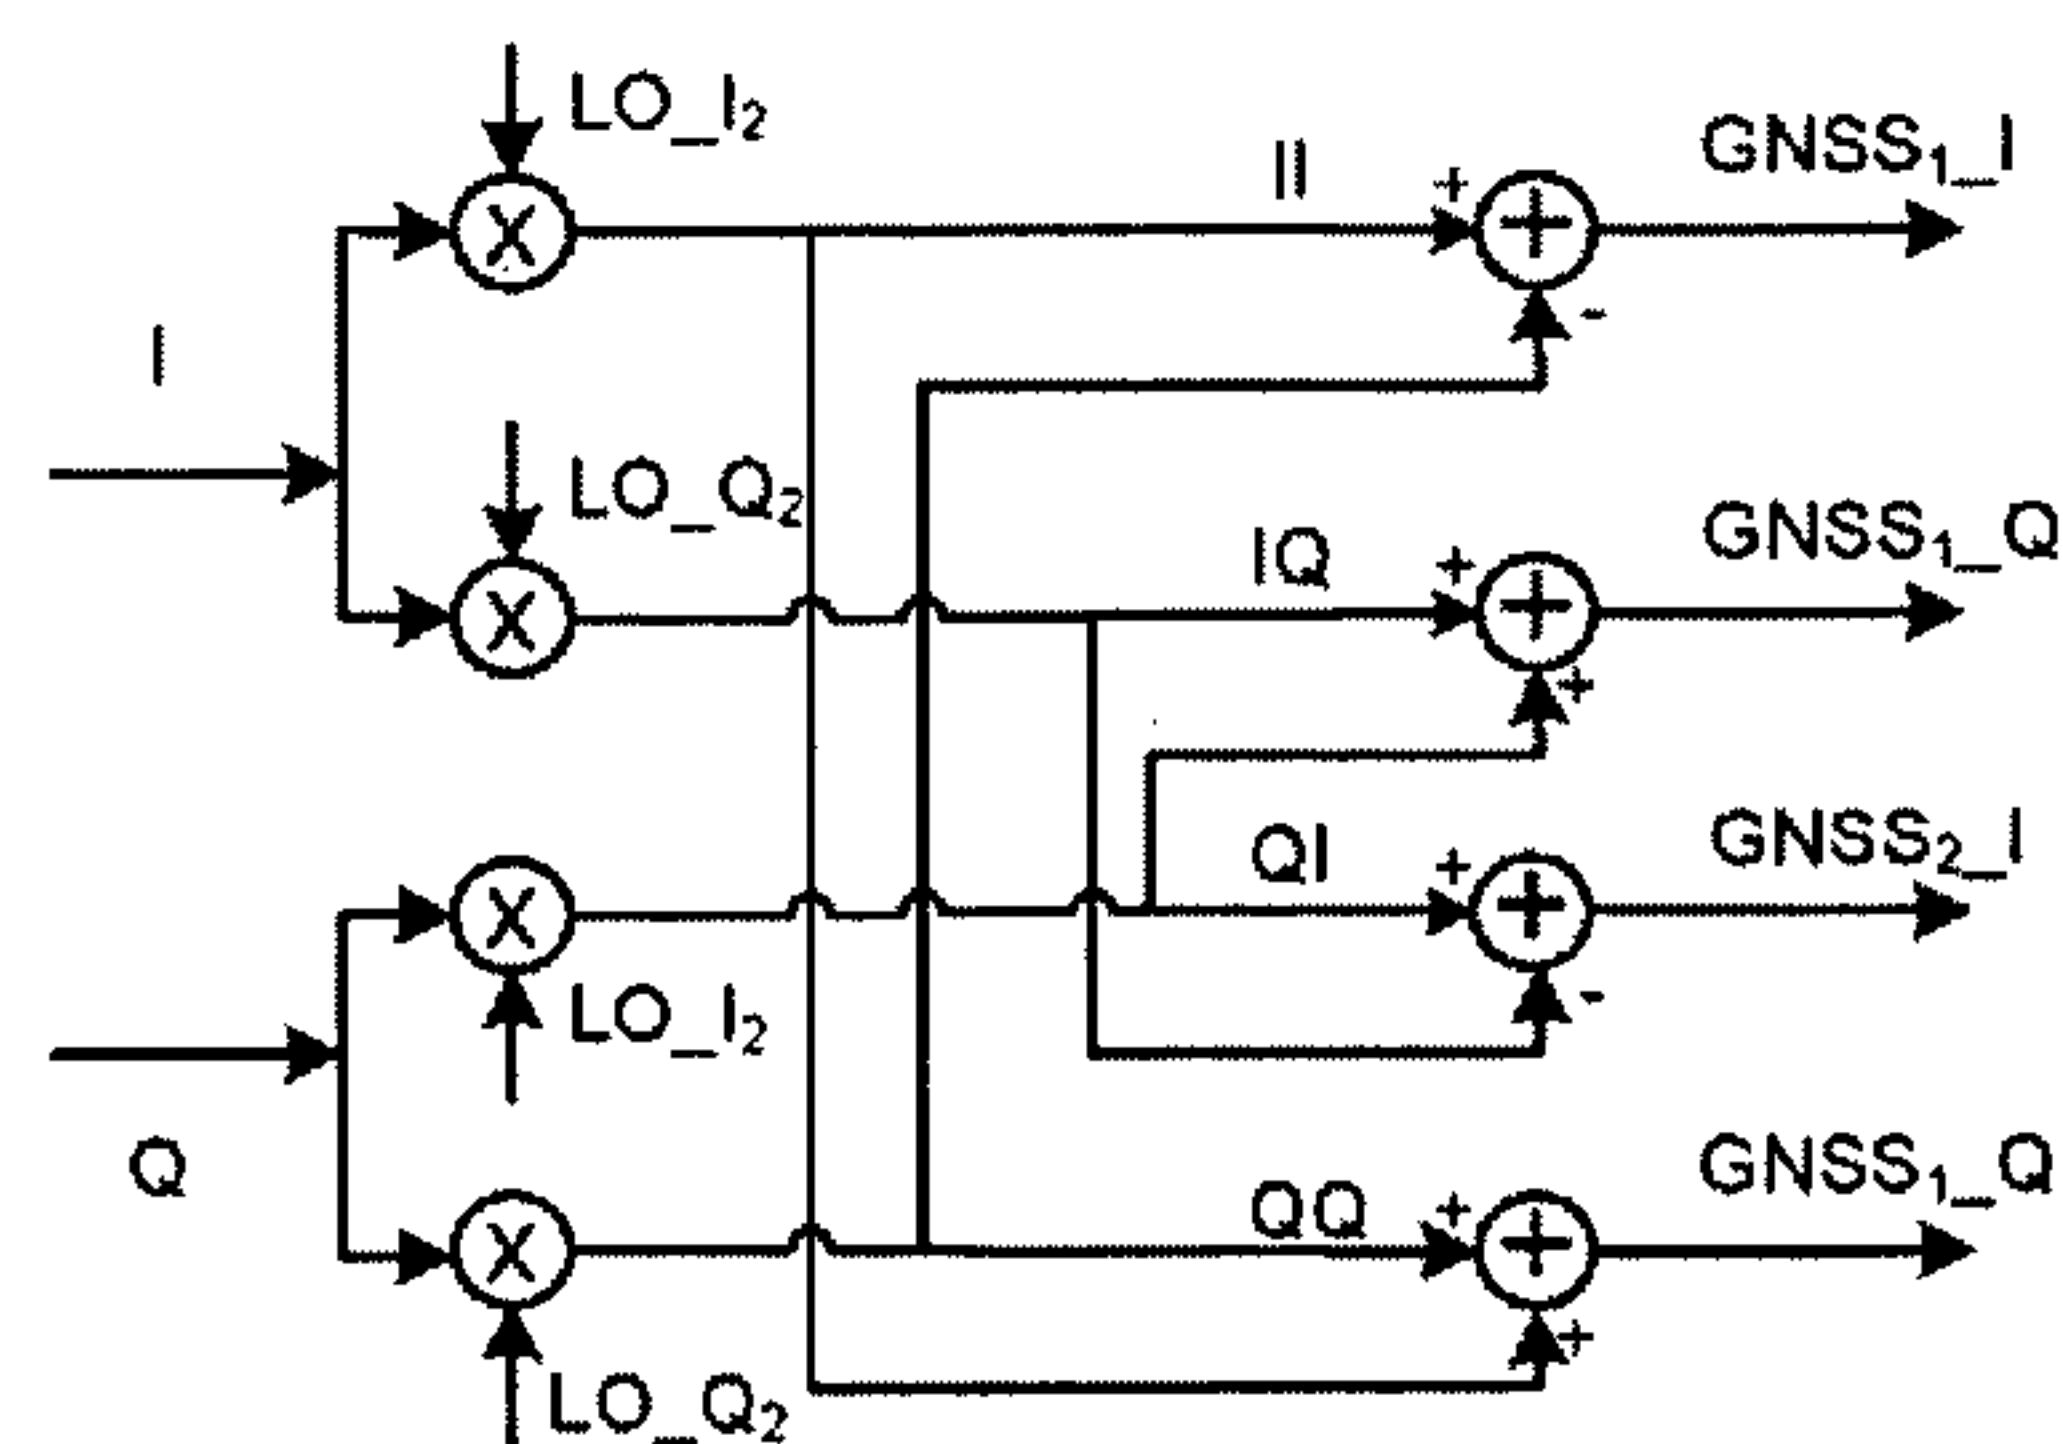 LO_I₂
II
+
GNSS₁_I
X
+
-
I
LO_Q₂
IQ
+
GNSS₁_Q
X
+
+
QI
+
GNSS₂_I
X
+
-
LO_I₂
Q
QQ
+
GNSS₁_Q
X
+
+
LO_Q₂